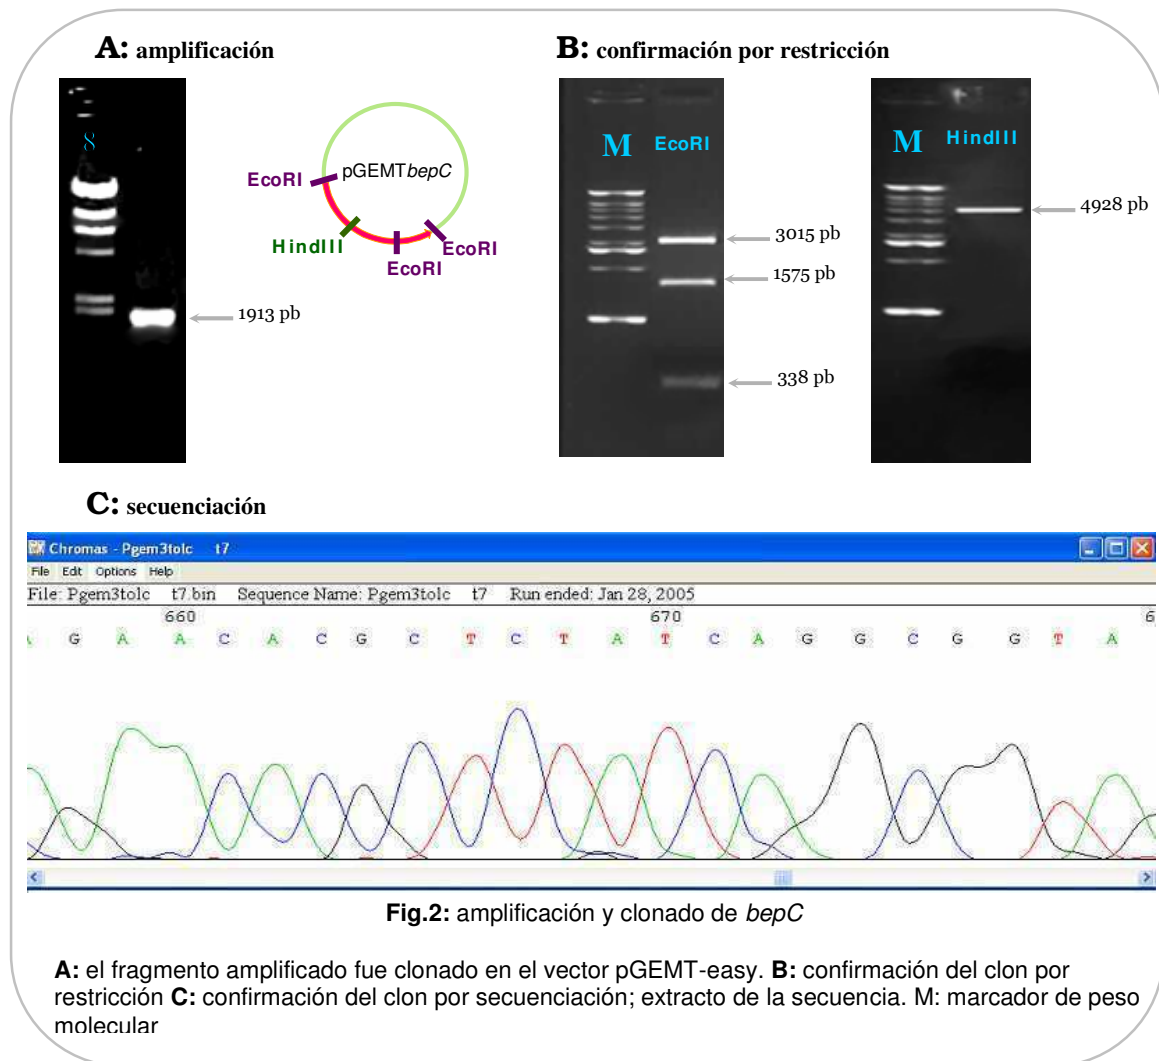 A: amplificación
B: confirmación por restricción
8
pGEMTbepC
EcoRI
HindIII
EcoRI
EcoRI
1913 pb
M
EcoRI
3015 pb
1575 pb
338 pb
M
HindIII
4928 pb
C: secuenciación
Chromas - Pgem3tolc t7
File Edit Options Help
File: Pgem3tolc t7.bin Sequence Name: Pgem3tolc t7 Run ended: Jan 28, 2005
660 670 6
G A A C A C G C T C T A T C A G G C G G T A
Fig.2: amplificación y clonado de bepC
A: el fragmento amplificado fue clonado en el vector pGEMT-easy. B: confirmación del clon por
restricción C: confirmación del clon por secuenciación; extracto de la secuencia. M: marcador de peso
molecular